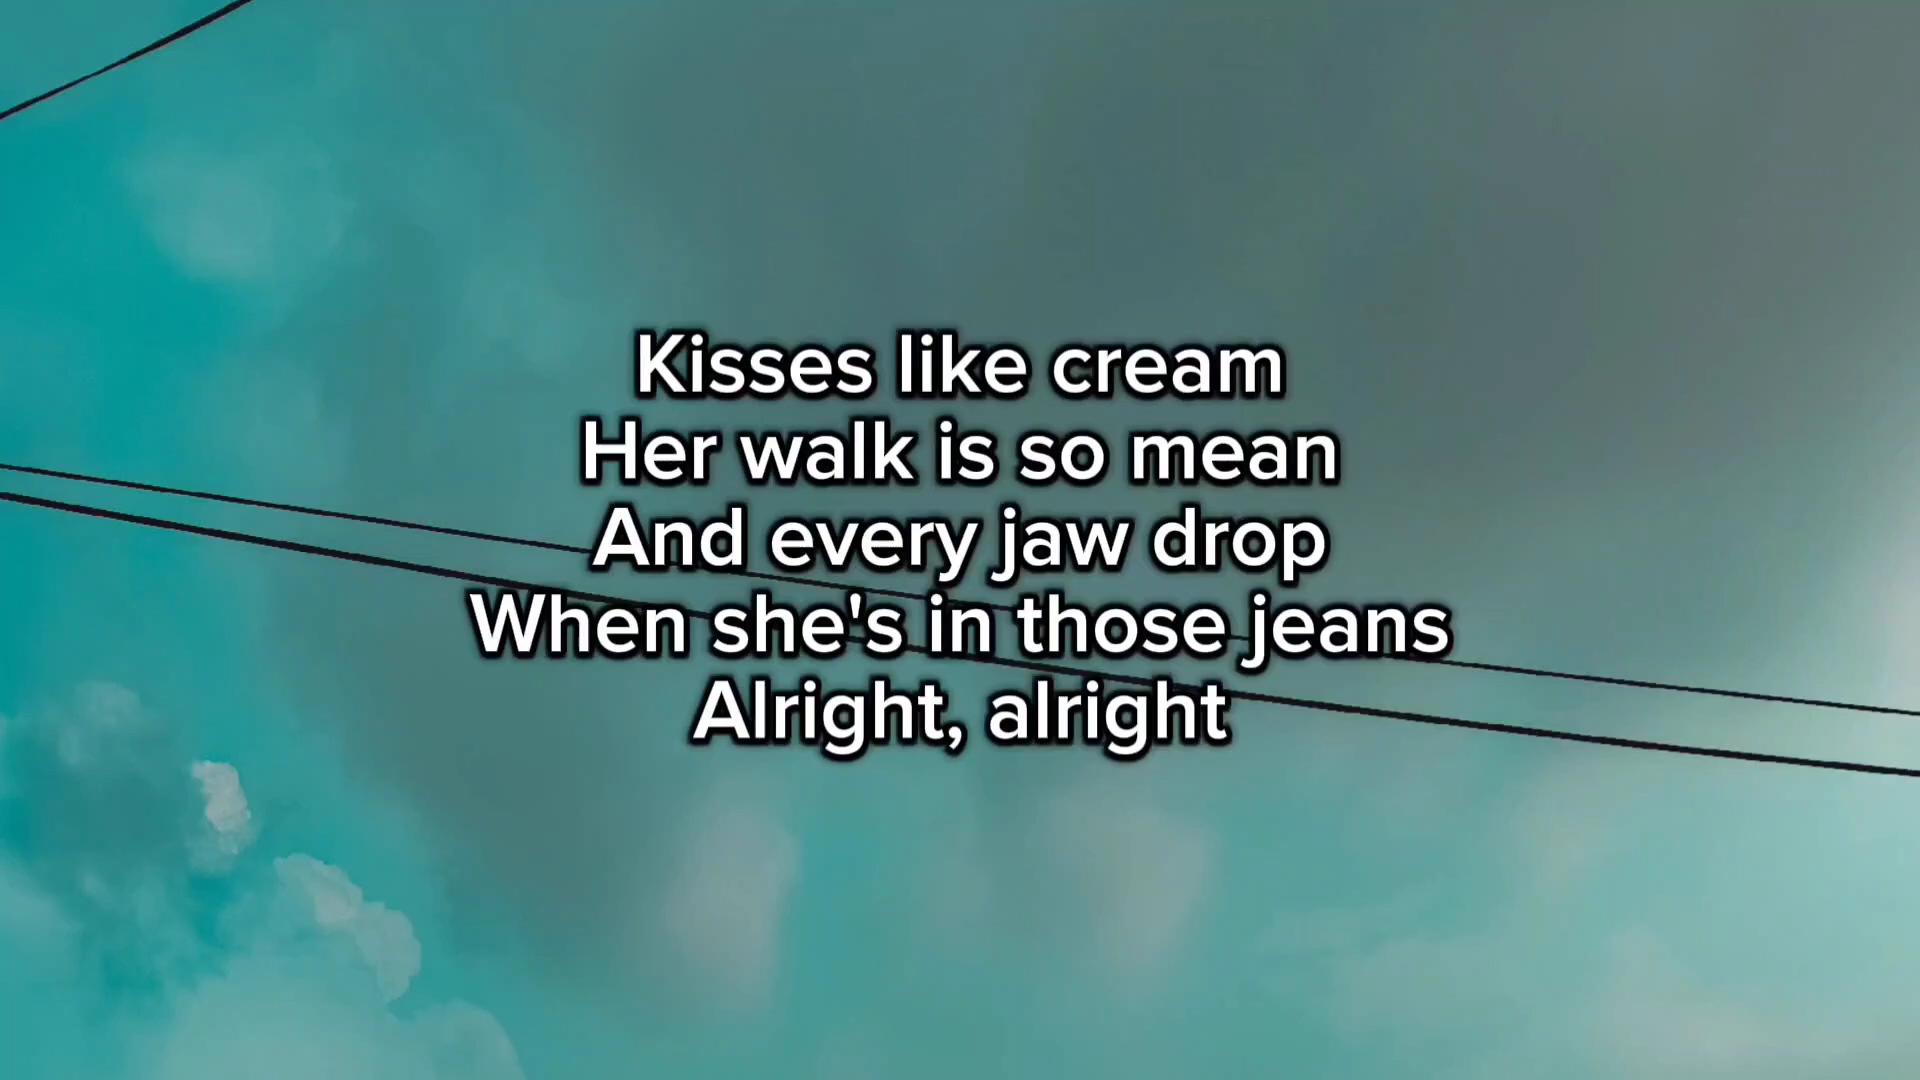 Kisses like cream
Her walk is so mean
And every jaw drop
When she's in those jeans
Alright, alright